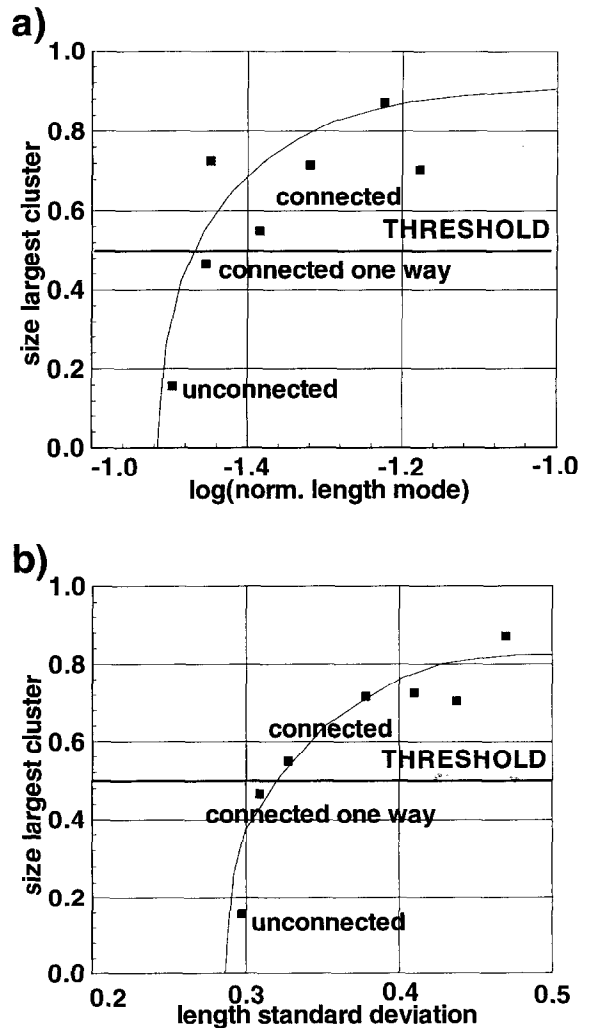 a)
1.0
0.8
connected
0.6
THRESHOLD
connected one way
0.4
0.2
unconnected
0.0
size largest cluster
-1.0 -1.4 -1.2 -1.0
log(norm. length mode)
b)
1.0
0.8
connected
0.6
THRESHOLD
connected one way
0.4
0.2
unconnected
0.0
size largest cluster
0.2 0.3 0.4 0.5
length standard deviation